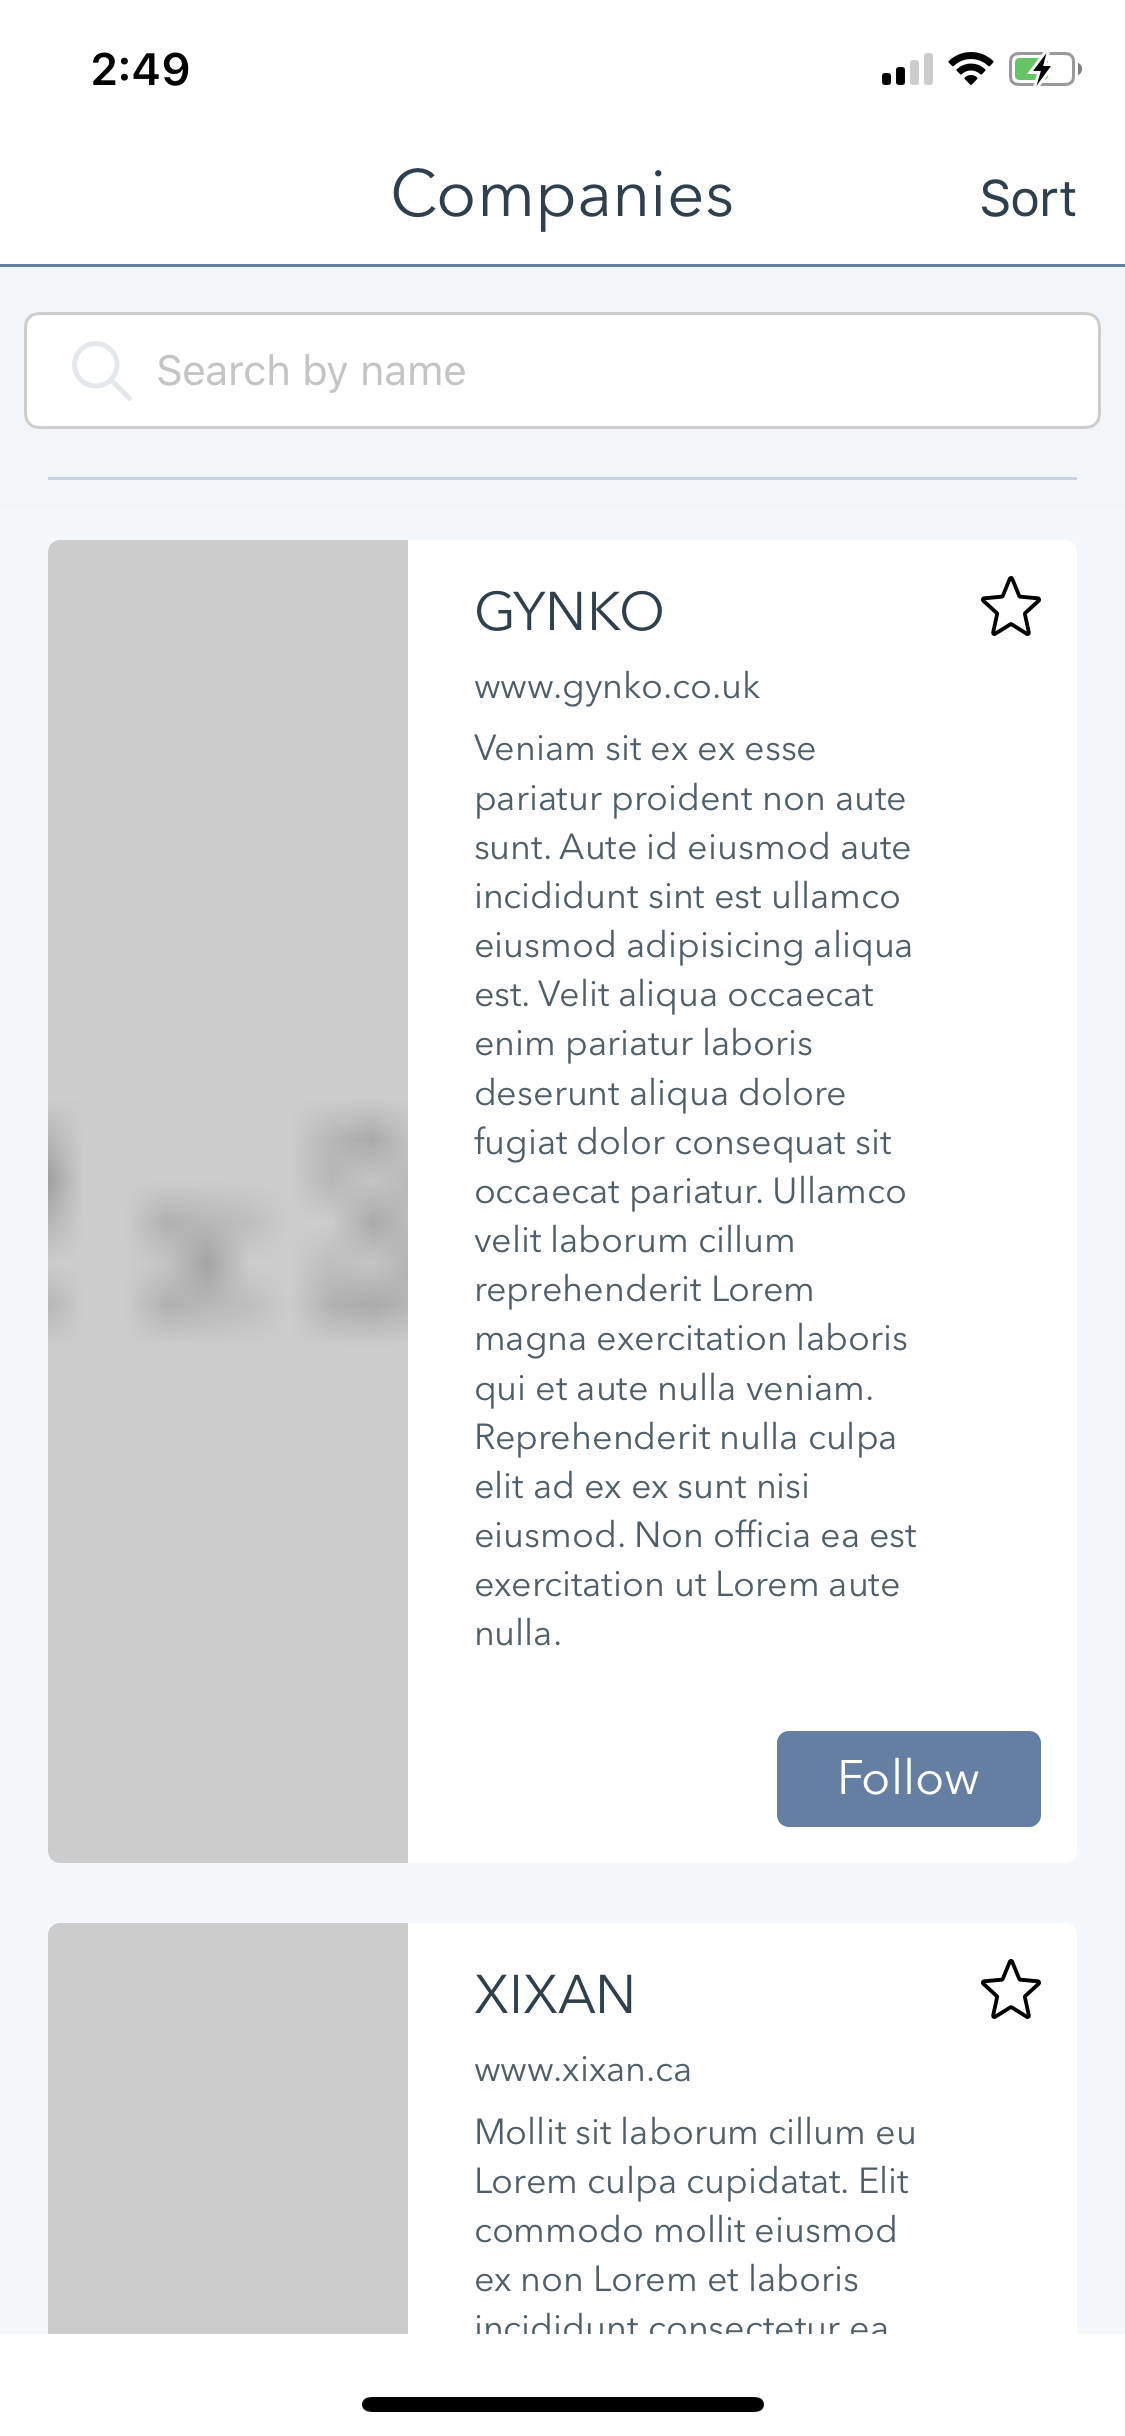 2:49
Companies
Sort
Search by name
GYNKO
www.gynko.co.uk
Veniam sit ex ex esse
pariatur proident non aute
sunt. Aute id eiusmod aute
incididunt sint est ullamco
eiusmod adipisicing aliqua
est. Velit aliqua occaecat
enim pariatur laboris
deserunt aliqua dolore
fugiat dolor consequat sit
occaecat pariatur. Ullamco
velit laborum cillum
reprehenderit Lorem
magna exercitation laboris
qui et aute nulla veniam.
Reprehenderit nulla culpa
elit ad ex ex sunt nisi
eiusmod. Non officia ea est
exercitation ut Lorem aute
nulla.
Follow
XIXAN
www.xixan.ca
Mollit sit laborum cillum eu
Lorem culpa cupidatat. Elit
commodo mollit eiusmod
ex non Lorem et laboris
incididunt consectetur ea